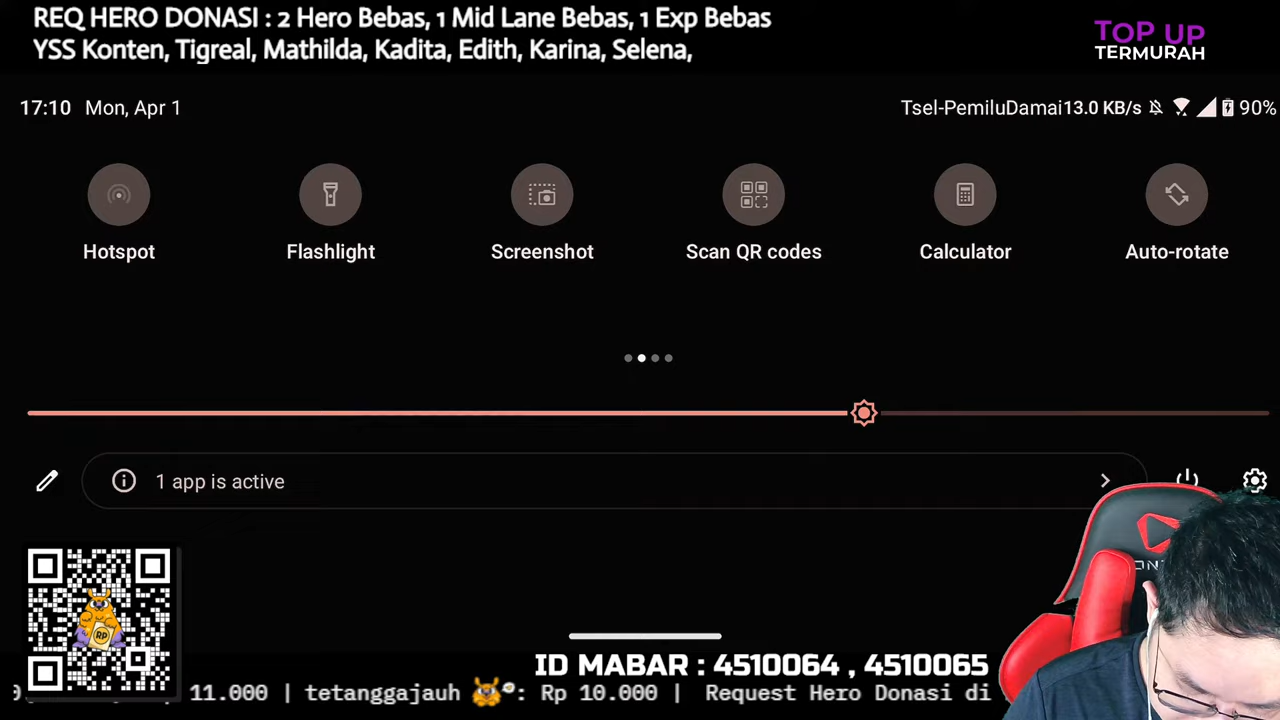 REQ HERO DONASI : 2 Hero Bebas, 1 Mid Lane Bebas, 1 Exp Bebas
YSS Konten, Tigreal, Mathilda, Kadita, Edith, Karina, Selena,
TOP UP
TERMURAH
17:10 Mon, Apr 1
Tsel-PemiluDamai13.0 KB/s 90%
Hotspot
Flashlight
Screenshot
Scan QR codes
Calculator
Auto-rotate
1 app is active
RP
ID MABAR : 4510064 , 4510065
11.000 | tetanggajauh : Rp 10.000 | Request Hero Donasi di